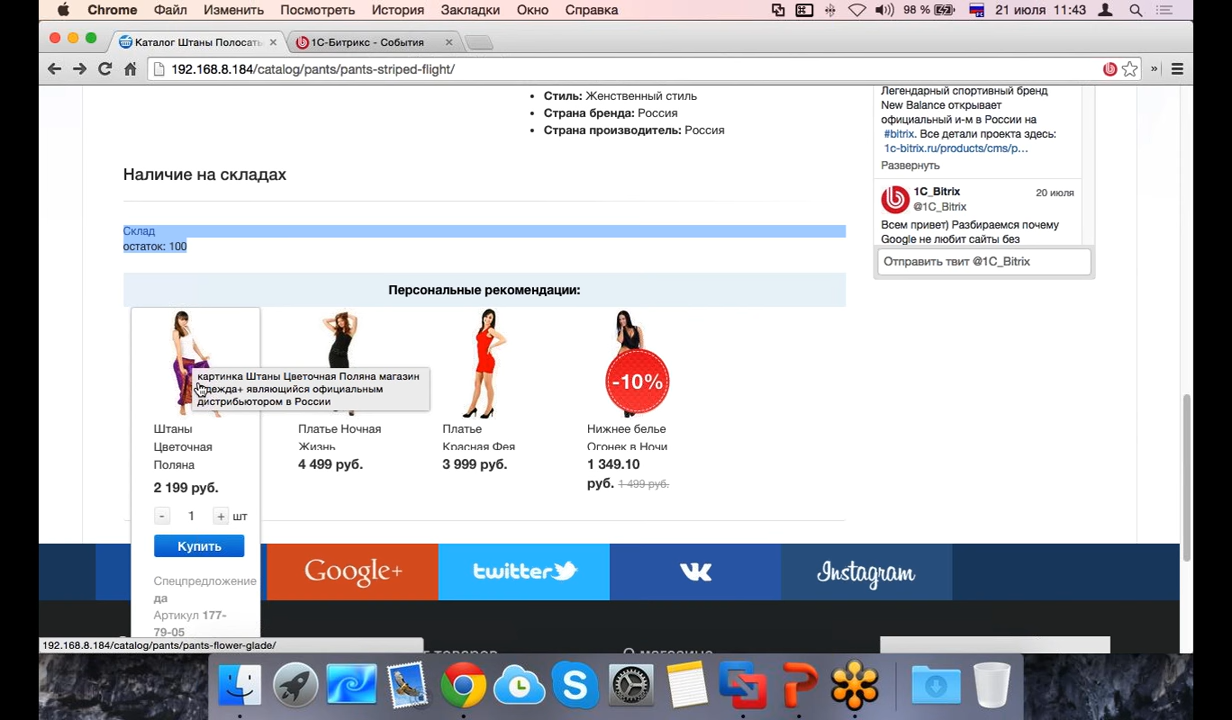 Chrome Файл Изменить Посмотреть История Закладки Окно Справка 98 % 21 июля 11:43
Каталог Штаны Полосаты
1С-Битрикс - События
192.168.8.184/catalog/pants/pants-striped-flight/
Стиль: Женственный стиль
Страна бренда: Россия
Страна производитель: Россия
Наличие на складах
Склад
остаток: 100
Персональные рекомендации:
картинка Штаны Цветочная Поляна магазин
дежда+ являющийся официальным
дистрибьютором в России
Штаны
Цветочная
Поляна
2 199 руб.
- 1 + шт
Купить
Спецпредложение
да
Артикул 177-
79-05
Платье Ночная
Жизнь
4 499 руб.
Платье
Красная Фея
3 999 руб.
-10%
Нижнее белье
Огонек в Ночи
1 349.10
руб. 1 499 руб.
Легендарный спортивный бренд
New Balance открывает
официальный и-м в России на
#bitrix. Все детали проекта здесь:
1c-bitrix.ru/products/cms/p…
Развернуть
1C_Bitrix 20 июля
@1C_Bitrix
Всем привет) Разбираемся почему
Google не любит сайты без
Отправить твит @1C_Bitrix
Google+
twitter
Instagram
г товаров
О магазине
192.168.8.184/catalog/pants/pants-flower-glade/